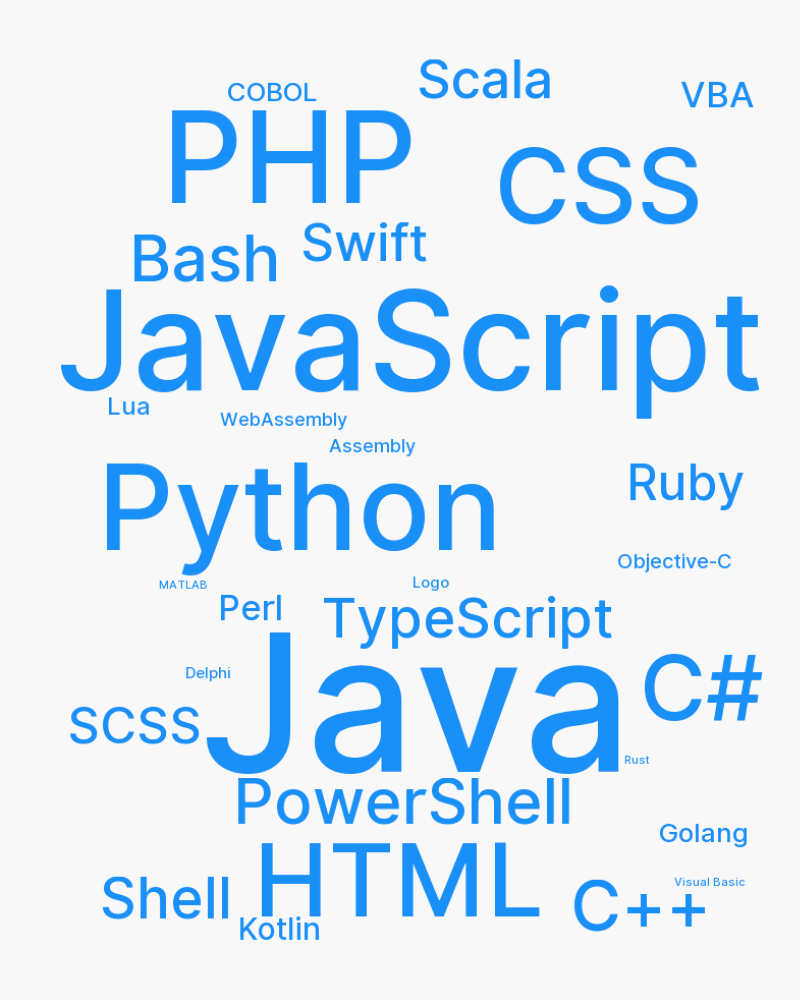 Scala
COBOL
VBA
PHP
CSS
Swift
Bash
JavaScript
Lua
WebAssembly
Assembly
Python
Ruby
Objective-C
MATLAB
Logo
Perl
TypeScript
Delphi
Java
C#
SCSS
Rust
PowerShell
Golang
HTML
Visual Basic
Shell
C++
Kotlin